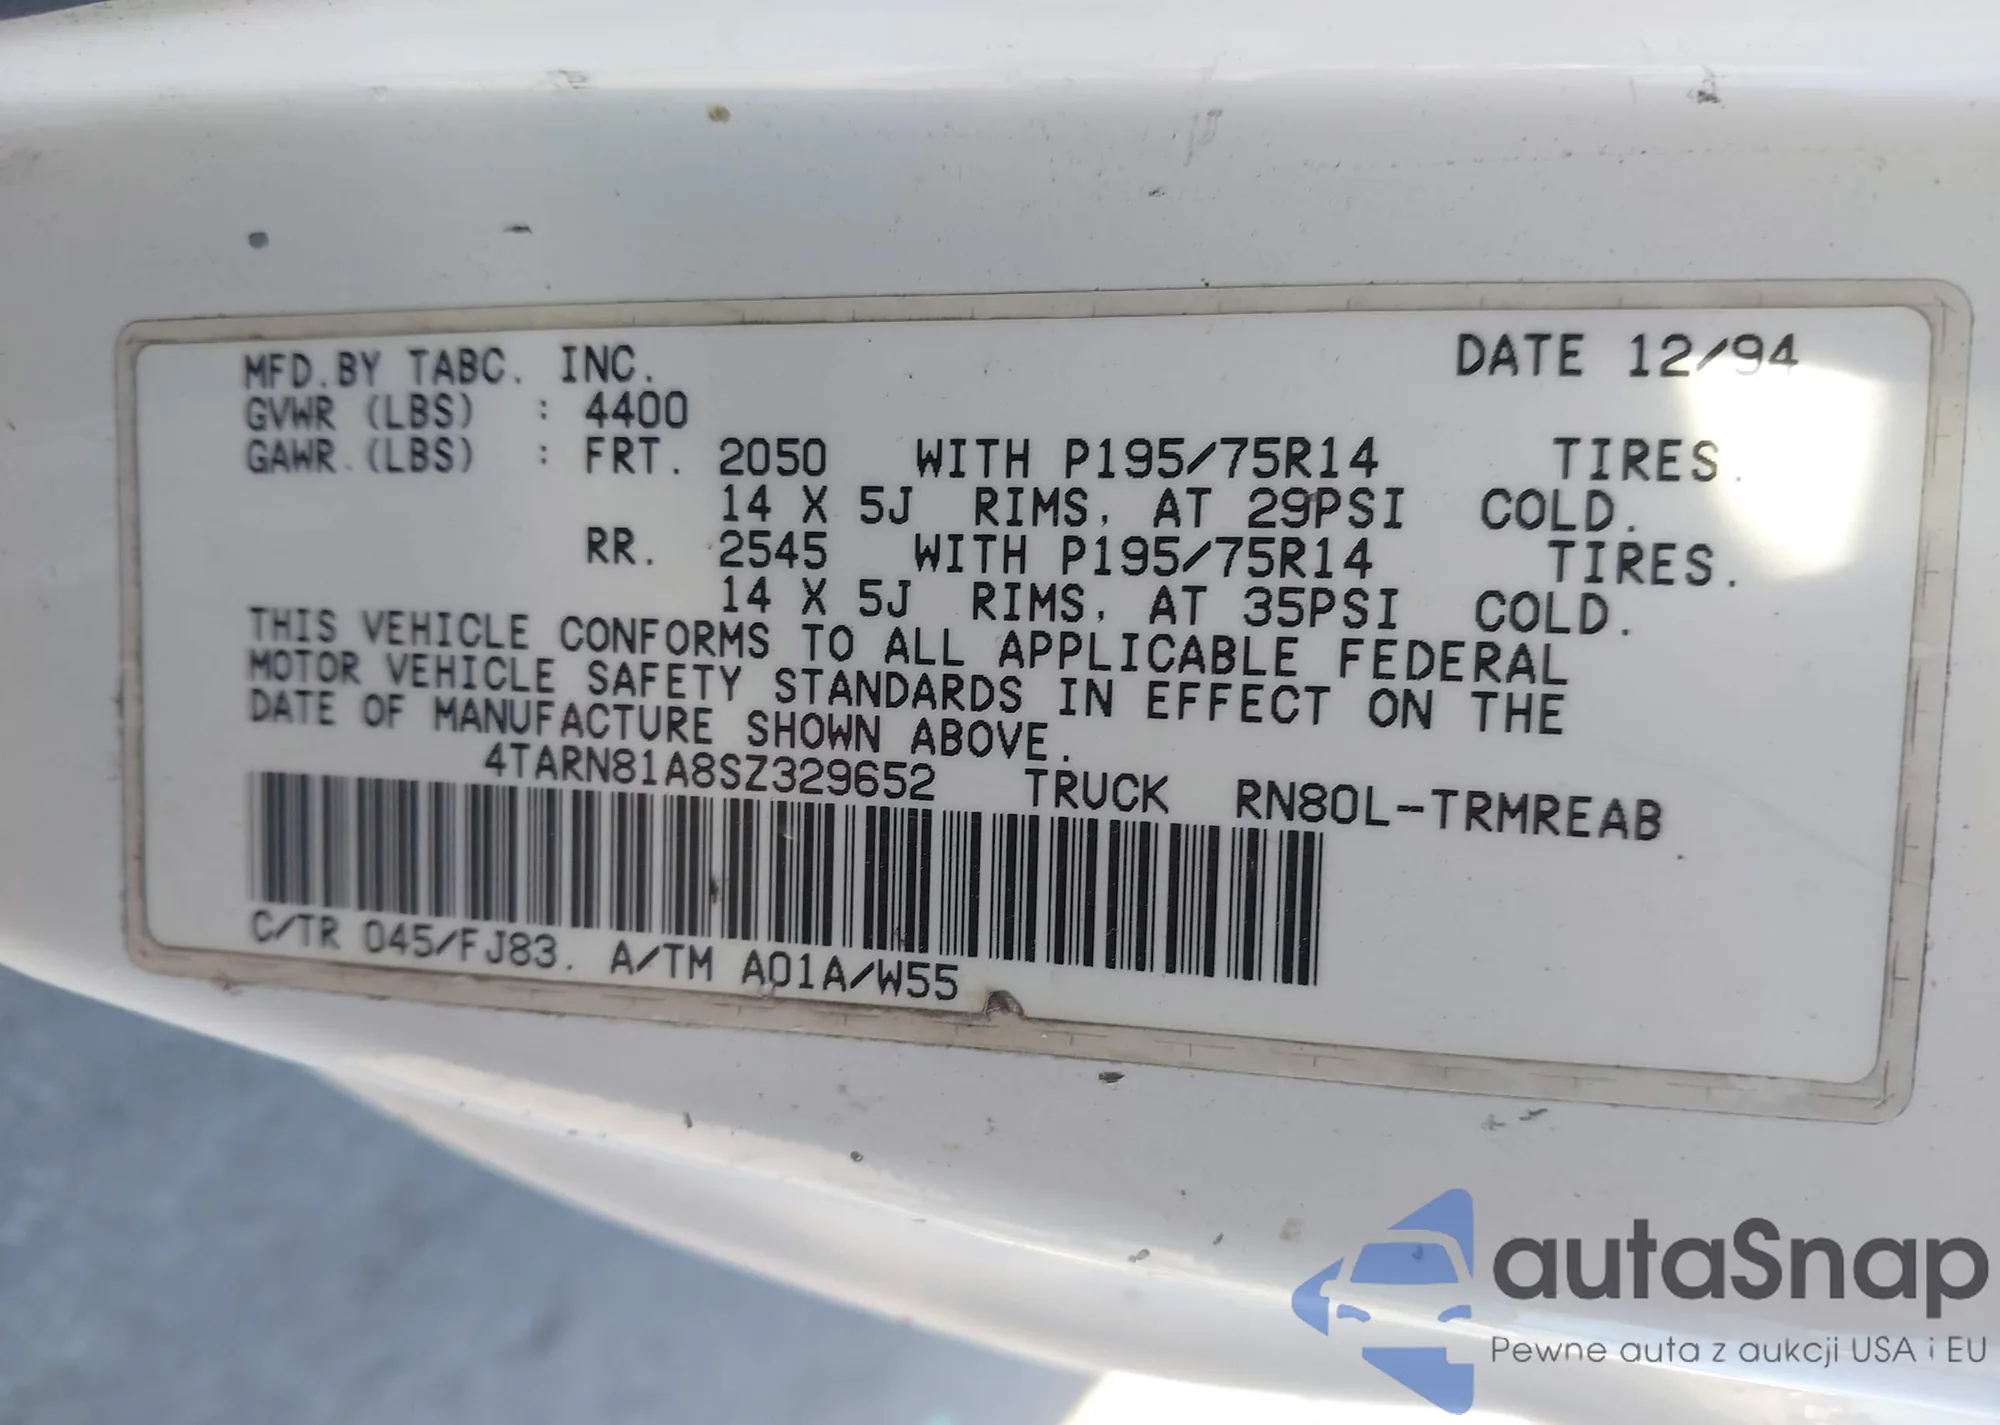 MFD.BY TABC. INC. DATE 12/94
GVWR (LBS) : 4400
GAWR.(LBS) : FRT. 2050 WITH P195/75R14 TIRES.
14 X 5J RIMS, AT 29PSI COLD.
RR. 2545 WITH P195/75R14 TIRES.
14 X 5J RIMS, AT 35PSI COLD.
THIS VEHICLE CONFORMS TO ALL APPLICABLE FEDERAL
MOTOR VEHICLE SAFETY STANDARDS IN EFFECT ON THE
DATE OF MANUFACTURE SHOWN ABOVE.
4TARN81A8SZ329652 TRUCK RN80L-TRMREAB
C/TR 045/FJ83. A/TM A01A/W55
autaSnap
Pewne auta z aukcji USA i EU